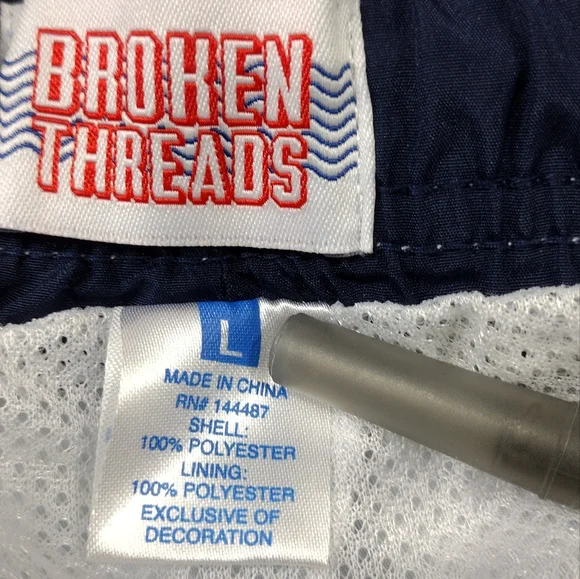 BROKEN
THREADS
L
MADE IN CHINA
RN# 144487
SHELL:
100% POLYESTER
LINING:
100% POLYESTER
EXCLUSIVE OF
DECORATION